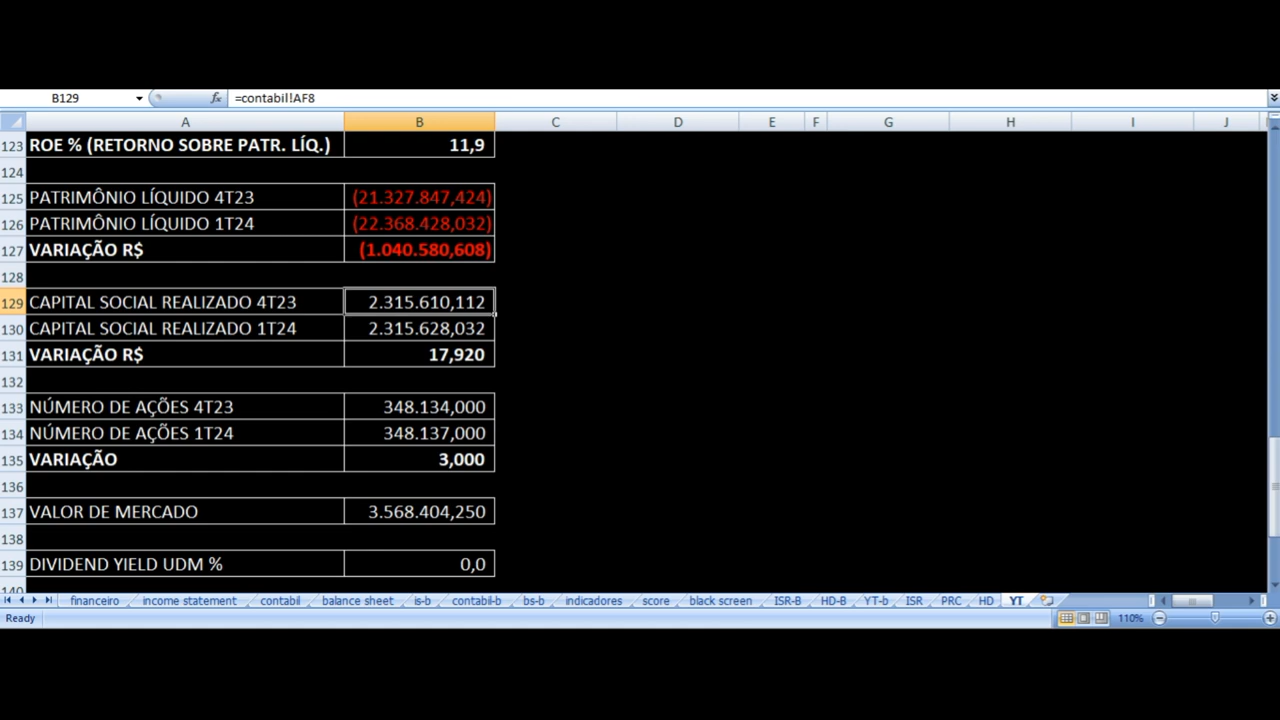 B129 fx =contabil!AF8
A B C D E F G H I J
123 ROE % (RETORNO SOBRE PATR. LÍQ.) 11,9
124
125 PATRIMÔNIO LÍQUIDO 4T23 (21.327.847,424)
126 PATRIMÔNIO LÍQUIDO 1T24 (22.368.428,032)
127 VARIAÇÃO R$ (1.040.580,608)
128
129 CAPITAL SOCIAL REALIZADO 4T23 2.315.610,112
130 CAPITAL SOCIAL REALIZADO 1T24 2.315.628,032
131 VARIAÇÃO R$ 17,920
132
133 NÚMERO DE AÇÕES 4T23 348.134,000
134 NÚMERO DE AÇÕES 1T24 348.137,000
135 VARIAÇÃO 3,000
136
137 VALOR DE MERCADO 3.568.404,250
138
139 DIVIDEND YIELD UDM % 0,0
140
financeiro income statement contabil balance sheet is-b contabil-b bs-b indicadores score black screen ISR-B HD-B YT-b ISR PRC HD YT
Ready 110%